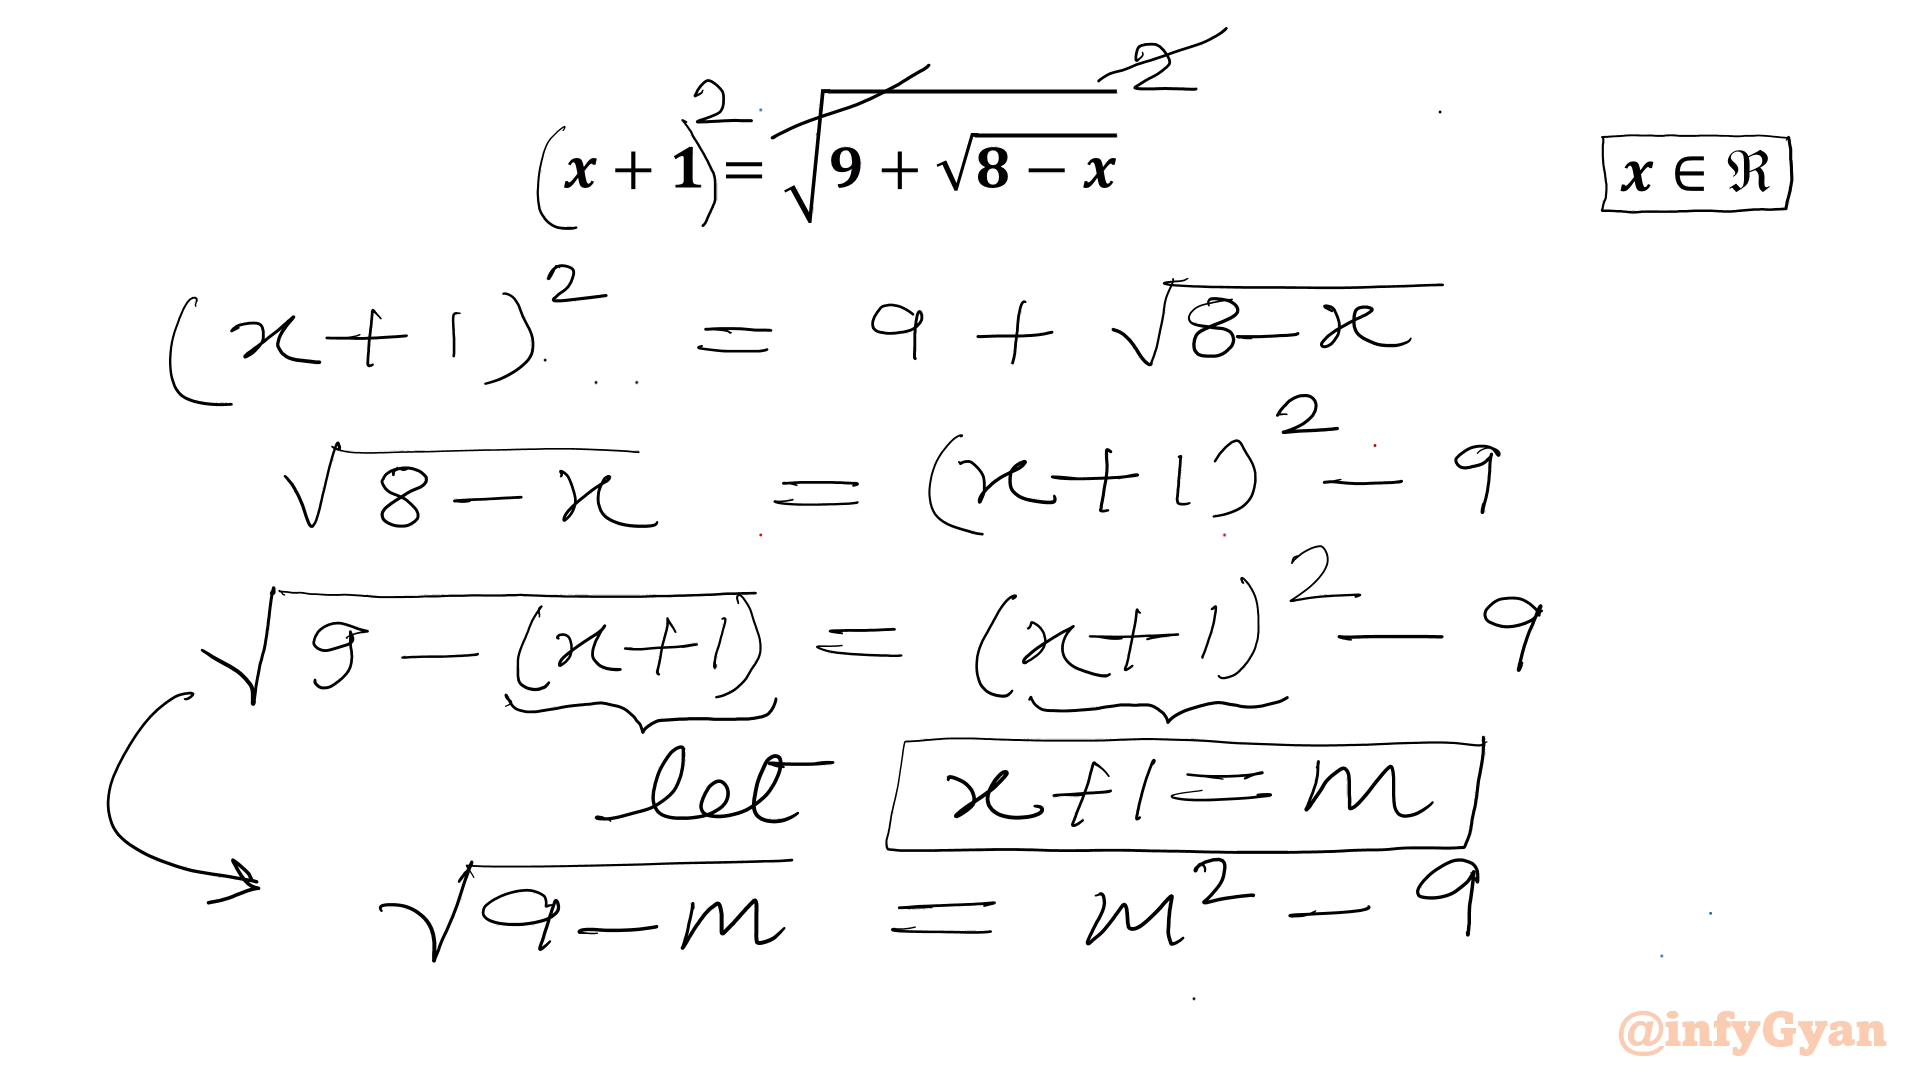 (x + 1)² = √(9 + √(8 − x))²
x ∈ ℜ
(x + 1)² = 9 + √(8 − x)
√(8 − x) = (x + 1)² − 9
√(9 − (x + 1)) = (x + 1)² − 9
let x + 1 = m
√(9 − m) = m² − 9
@infyGyan